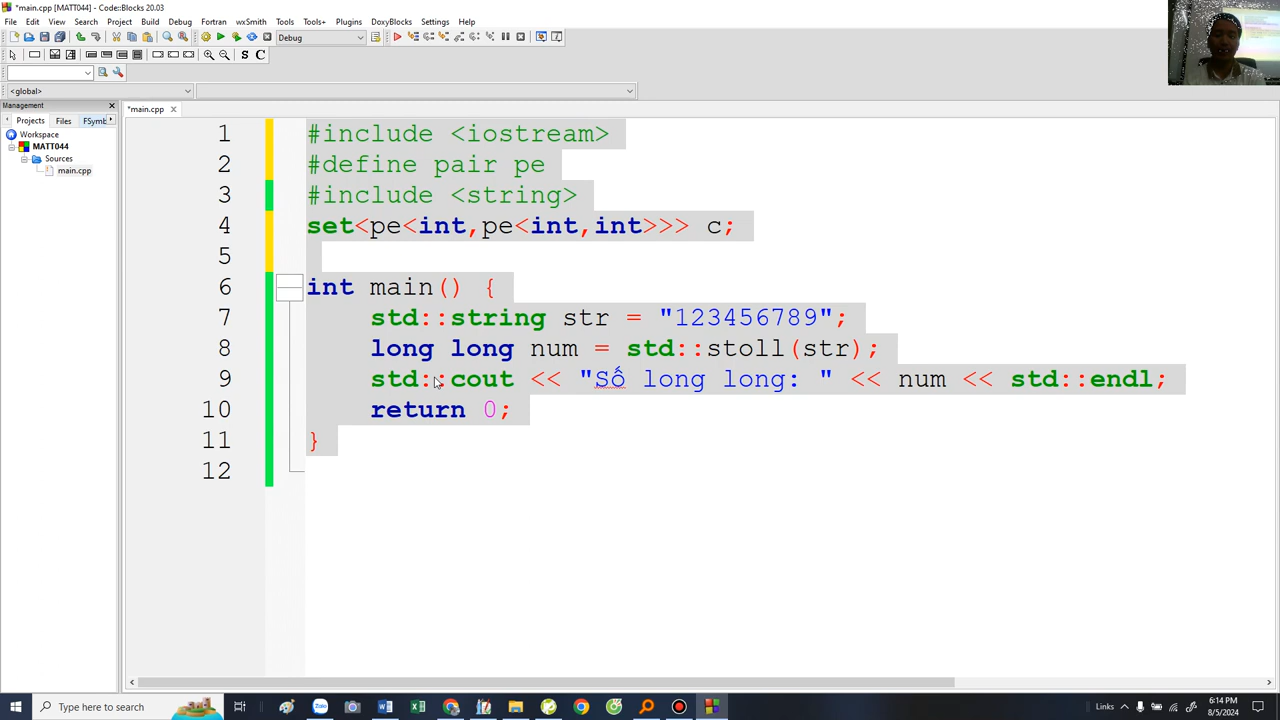 *main.cpp [MATT044] - Code::Blocks 20.03
File Edit View Search Project Build Debug Fortran wxSmith Tools Tools+ Plugins DoxyBlocks Settings Help
Debug
S C
<global>
Management
*main.cpp
Projects Files FSymb
Workspace
MATT044
Sources
main.cpp
1 #include <iostream>
2 #define pair pe
3 #include <string>
4 set<pe<int,pe<int,int>>> c;
5
6 int main() {
7 std::string str = "123456789";
8 long long num = std::stoll(str);
9 std::cout << "Số long long: " << num << std::endl;
10 return 0;
11 }
12
Type here to search
Links
6:14 PM
8/5/2024